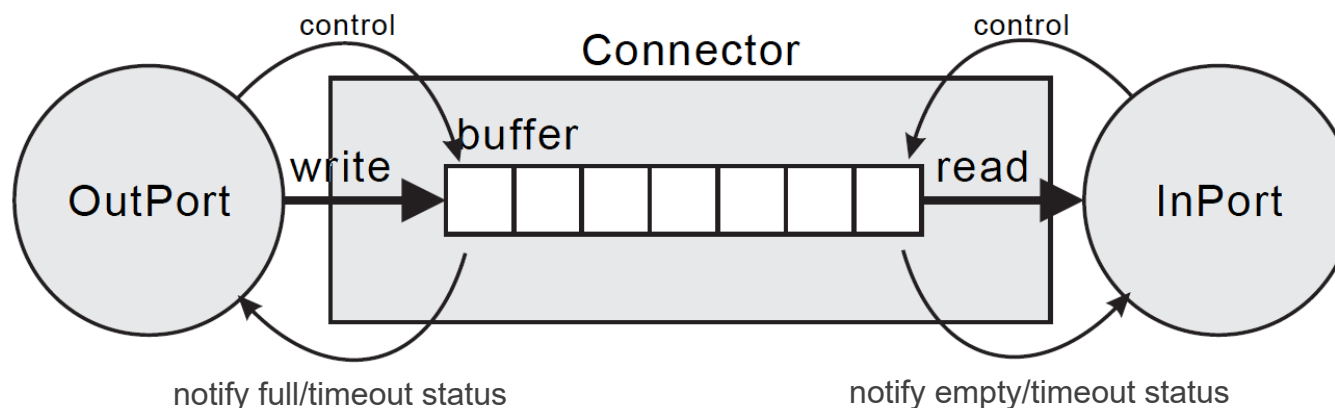 control
control
Connector
buffer
write
read
OutPort
InPort
notify full/timeout status
notify empty/timeout status